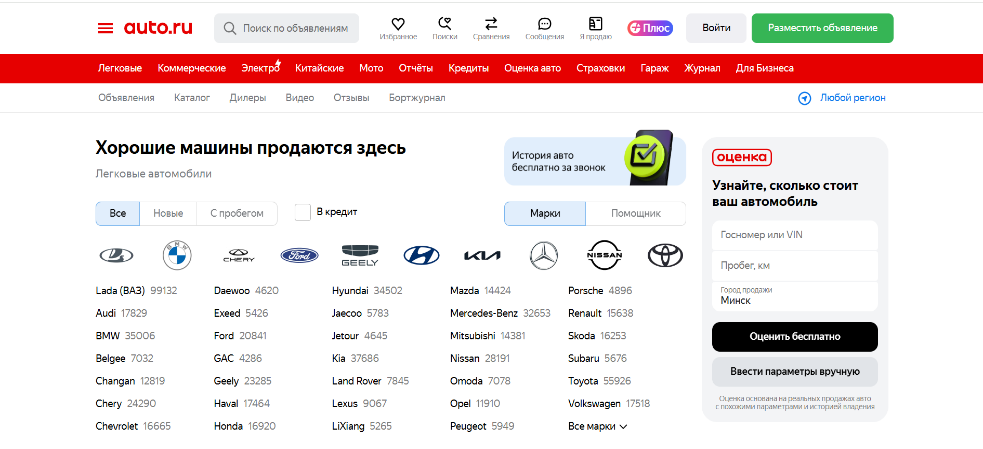 auto.ru
Поиск по объявлениям
Избранное
Поиски
Сравнения
Сообщения
Я продаю
Плюс
Войти
Разместить объявление
Легковые Коммерческие Электро Китайские Мото Отчёты Кредиты Оценка авто Страховки Гараж Журнал Для Бизнеса
Объявления Каталог Дилеры Видео Отзывы Бортжурнал Любой регион
Хорошие машины продаются здесь
Легковые автомобили
История авто
бесплатно за звонок
Все Новые С пробегом В кредит Марки Помощник
CHERY Ford GEELY KIA NISSAN
Lada (ВАЗ) 99132 Daewoo 4620 Hyundai 34502 Mazda 14424 Porsche 4896
Audi 17829 Exeed 5426 Jaecoo 5783 Mercedes-Benz 32653 Renault 15638
BMW 35006 Ford 20841 Jetour 4645 Mitsubishi 14381 Skoda 16253
Belgee 7032 GAC 4286 Kia 37686 Nissan 28191 Subaru 5676
Changan 12819 Geely 23285 Land Rover 7845 Omoda 7078 Toyota 55926
Chery 24290 Haval 17464 Lexus 9067 Opel 11910 Volkswagen 17518
Chevrolet 16665 Honda 16920 LiXiang 5265 Peugeot 5949 Все марки
оценка
Узнайте, сколько стоит
ваш автомобиль
Госномер или VIN
Пробег, км
Город продажи
Минск
Оценить бесплатно
Ввести параметры вручную
Оценка основана на реальных продажах авто
с похожими параметрами и историей владения